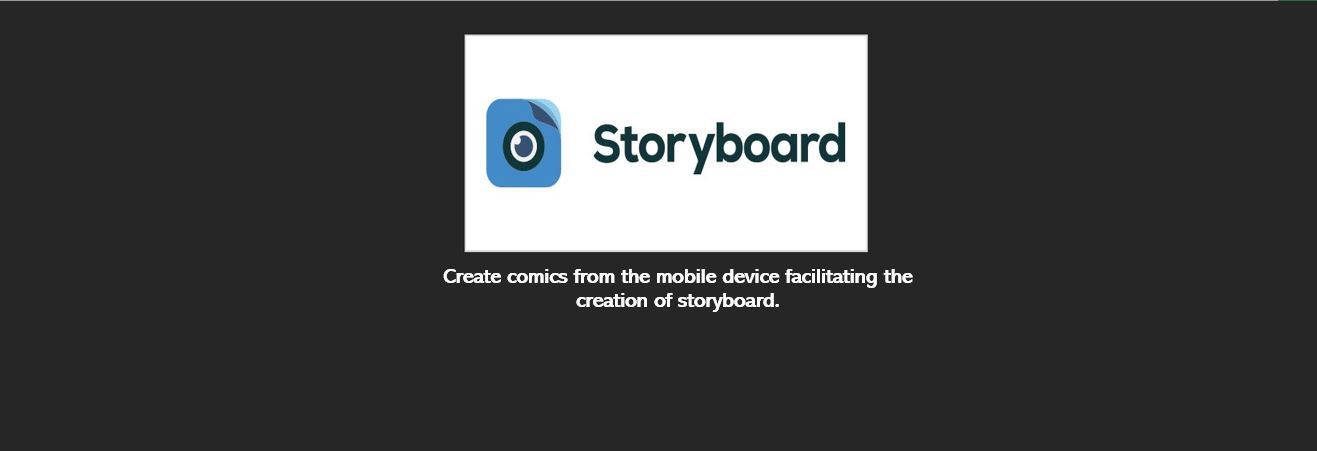 Storyboard
Create comics from the mobile device facilitating the
creation of storyboard.